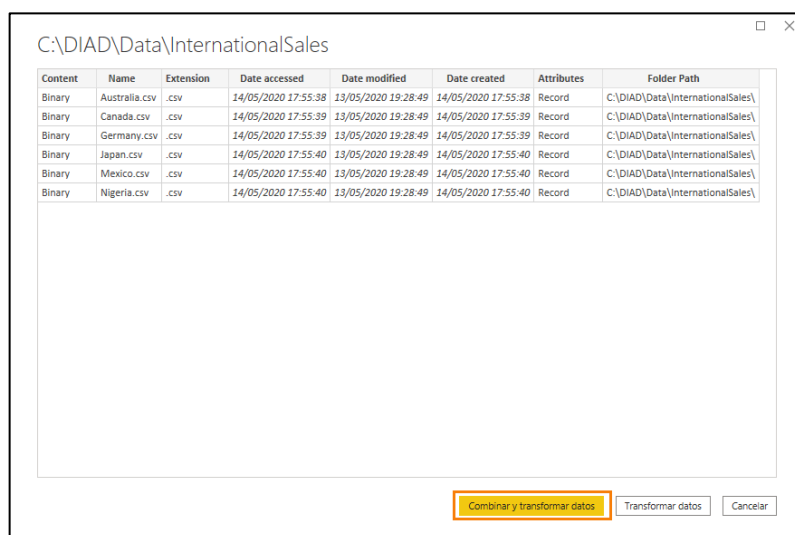 C:\DIAD\Data\InternationalSales
Content Name Extension Date accessed Date modified Date created Attributes Folder Path
Binary Australia.csv .csv 14/05/2020 17:55:38 13/05/2020 19:28:49 14/05/2020 17:55:38 Record C:\DIAD\Data\InternationalSales\
Binary Canada.csv .csv 14/05/2020 17:55:39 13/05/2020 19:28:49 14/05/2020 17:55:39 Record C:\DIAD\Data\InternationalSales\
Binary Germany.csv .csv 14/05/2020 17:55:39 13/05/2020 19:28:49 14/05/2020 17:55:39 Record C:\DIAD\Data\InternationalSales\
Binary Japan.csv .csv 14/05/2020 17:55:40 13/05/2020 19:28:49 14/05/2020 17:55:40 Record C:\DIAD\Data\InternationalSales\
Binary Mexico.csv .csv 14/05/2020 17:55:40 13/05/2020 19:28:49 14/05/2020 17:55:40 Record C:\DIAD\Data\InternationalSales\
Binary Nigeria.csv .csv 14/05/2020 17:55:40 13/05/2020 19:28:49 14/05/2020 17:55:40 Record C:\DIAD\Data\InternationalSales\
Combinar y transformar datos Transformar datos Cancelar